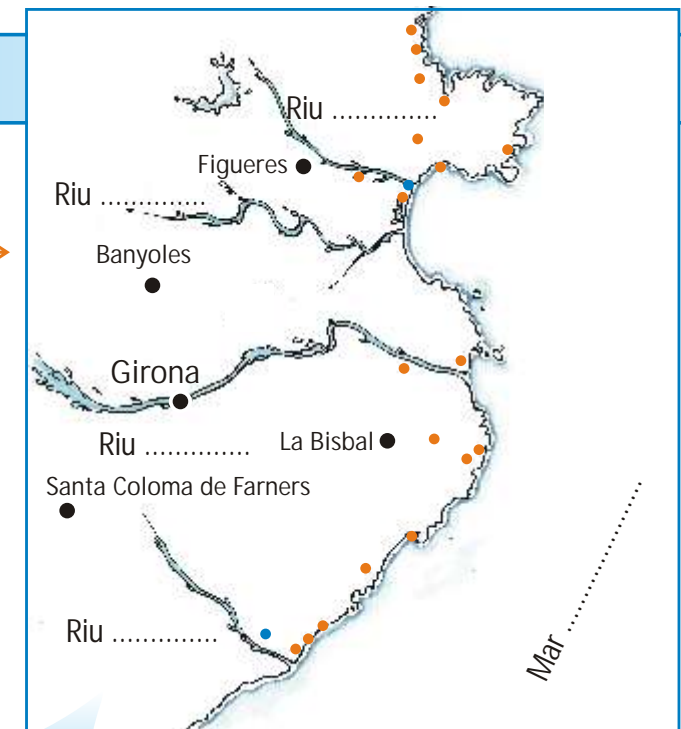 Riu ..............
Figueres
Riu ..............
Banyoles
Girona
Riu ..............
La Bisbal
Santa Coloma de Farners
Riu ..............
Mar ..................